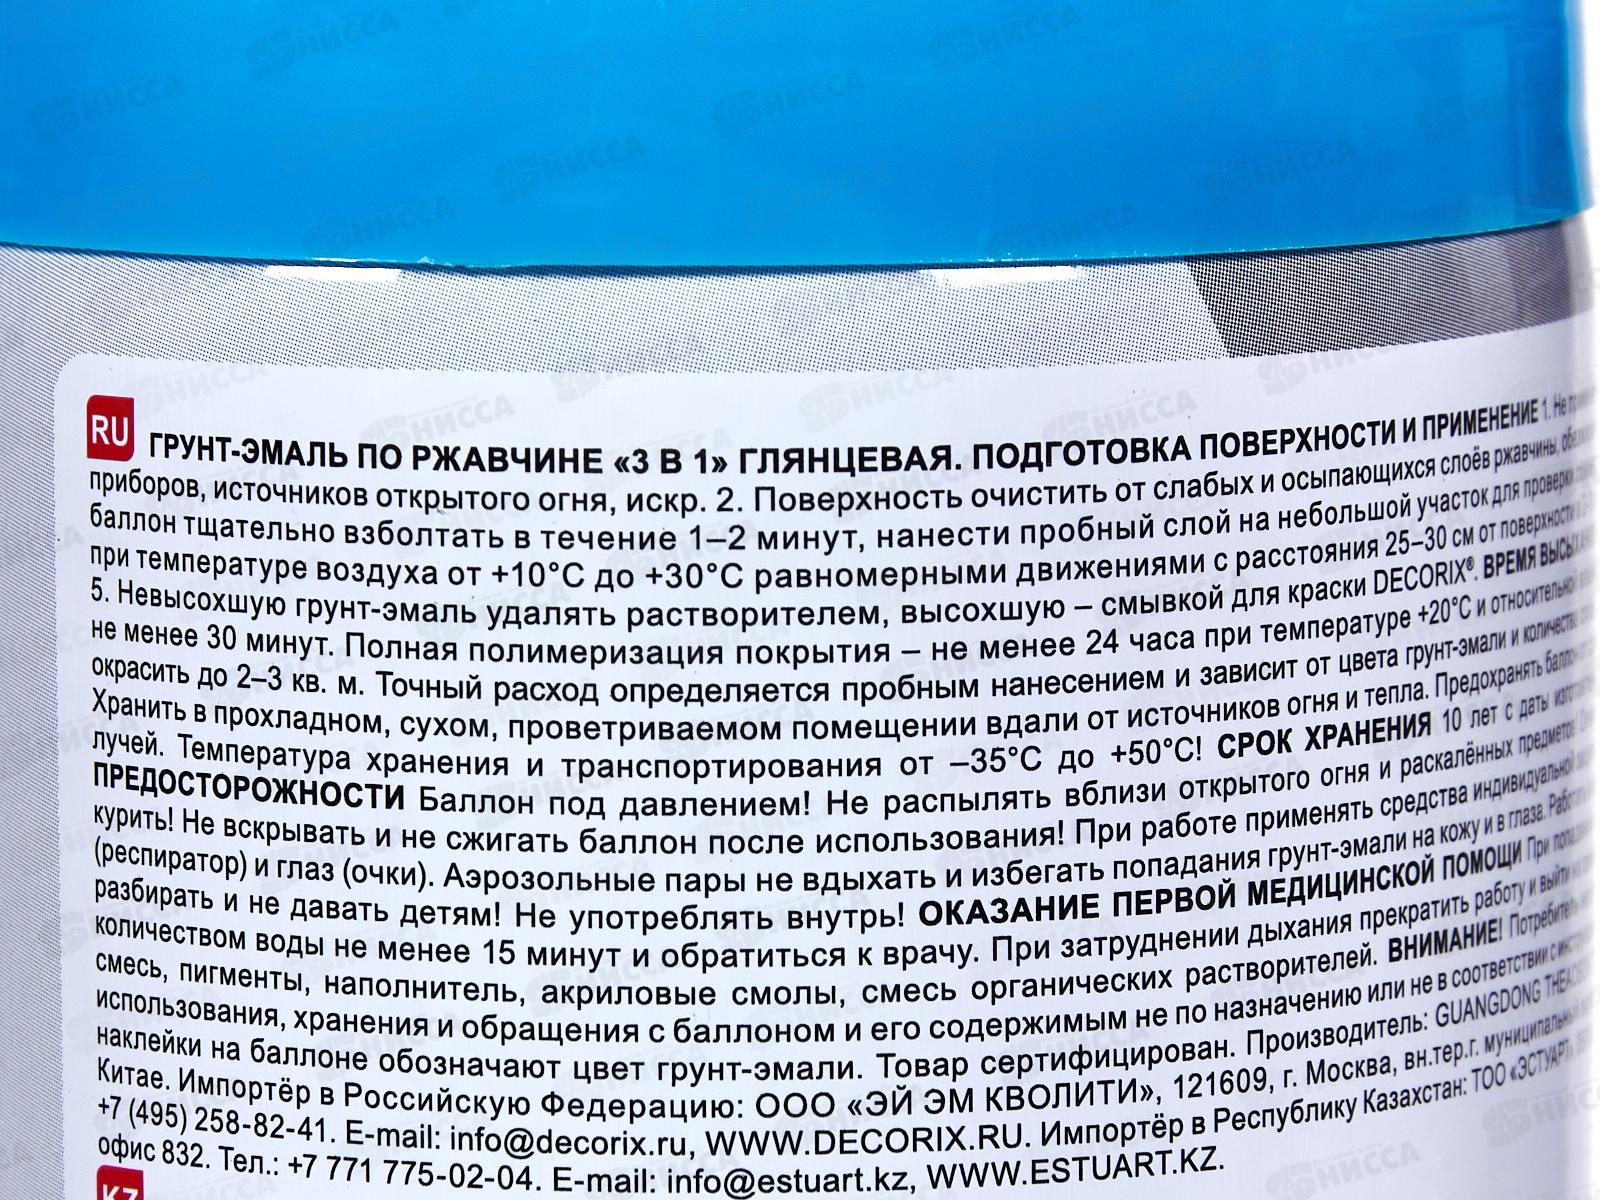 RU ГРУНТ-ЭМАЛЬ ПО РЖАВЧИНЕ «3 В 1» ГЛЯНЦЕВАЯ. ПОДГОТОВКА ПОВЕРХНОСТИ И ПРИМЕНЕНИЕ 1. Не
приборов, источников открытого огня, искр. 2. Поверхность очистить от слабых и осыпающихся слоёв ржавчины,
баллон тщательно взболтать в течение 1–2 минут, нанести пробный слой на небольшой участок для проверки
при температуре воздуха от +10°C до +30°C равномерными движениями с расстояния 25–30 см от поверхности в
5. Невысохшую грунт-эмаль удалять растворителем, высохшую – смывкой для краски DECORIX®. ВРЕМЯ
не менее 30 минут. Полная полимеризация покрытия – не менее 24 часа при температуре +20°C и относительной
окрасить до 2–3 кв. м. Точный расход определяется пробным нанесением и зависит от цвета грунт-эмали и количества
Хранить в прохладном, сухом, проветриваемом помещении вдали от источников огня и тепла. Предохранять баллон
лучей. Температура хранения и транспортирования от –35°C до +50°C! СРОК ХРАНЕНИЯ 10 лет с даты
ПРЕДОСТОРОЖНОСТИ Баллон под давлением! Не распылять вблизи открытого огня и раскалённых предметов!
курить! Не вскрывать и не сжигать баллон после использования! При работе применять средства индивидуальной
(респиратор) и глаз (очки). Аэрозольные пары не вдыхать и избегать попадания грунт-эмали на кожу и в глаза.
разбирать и не давать детям! Не употреблять внутрь! ОКАЗАНИЕ ПЕРВОЙ МЕДИЦИНСКОЙ ПОМОЩИ При
количеством воды не менее 15 минут и обратиться к врачу. При затруднении дыхания прекратить работу и выйти
смесь, пигменты, наполнитель, акриловые смолы, смесь органических растворителей. ВНИМАНИЕ!
использования, хранения и обращения с баллоном и его содержимым не по назначению или не в соответствии с
наклейки на баллоне обозначают цвет грунт-эмали. Товар сертифицирован. Производитель: GUANGDONG
Китае. Импортёр в Российскую Федерацию: ООО «ЭЙ ЭМ КВОЛИТИ», 121609, г. Москва, вн.тер.г. муниципальный
+7 (495) 258-82-41. E-mail: info@decorix.ru, WWW.DECORIX.RU. Импортёр в Республику Казахстан: ТОО «ЭСТУАРТ»
офис 832. Тел.: +7 771 775-02-04. E-mail: info@estuart.kz, WWW.ESTUART.KZ.
KZ